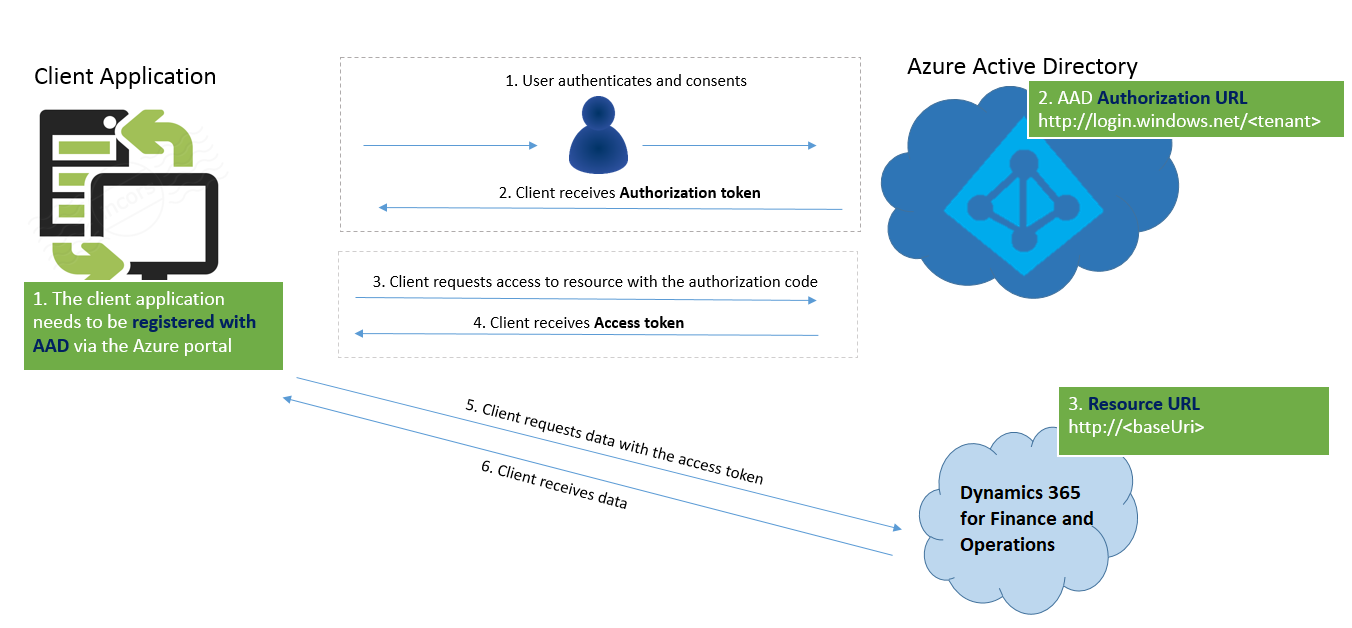 Client Application
1. User authenticates and consents
Azure Active Directory
2. AAD Authorization URL
http://login.windows.net/<tenant>
2. Client receives Authorization token
3. Client requests access to resource with the authorization code
4. Client receives Access token
1. The client application
needs to be registered with
AAD via the Azure portal
5. Client requests data with the access token
6. Client receives data
3. Resource URL
http://<baseUri>
Dynamics 365
for Finance and
Operations